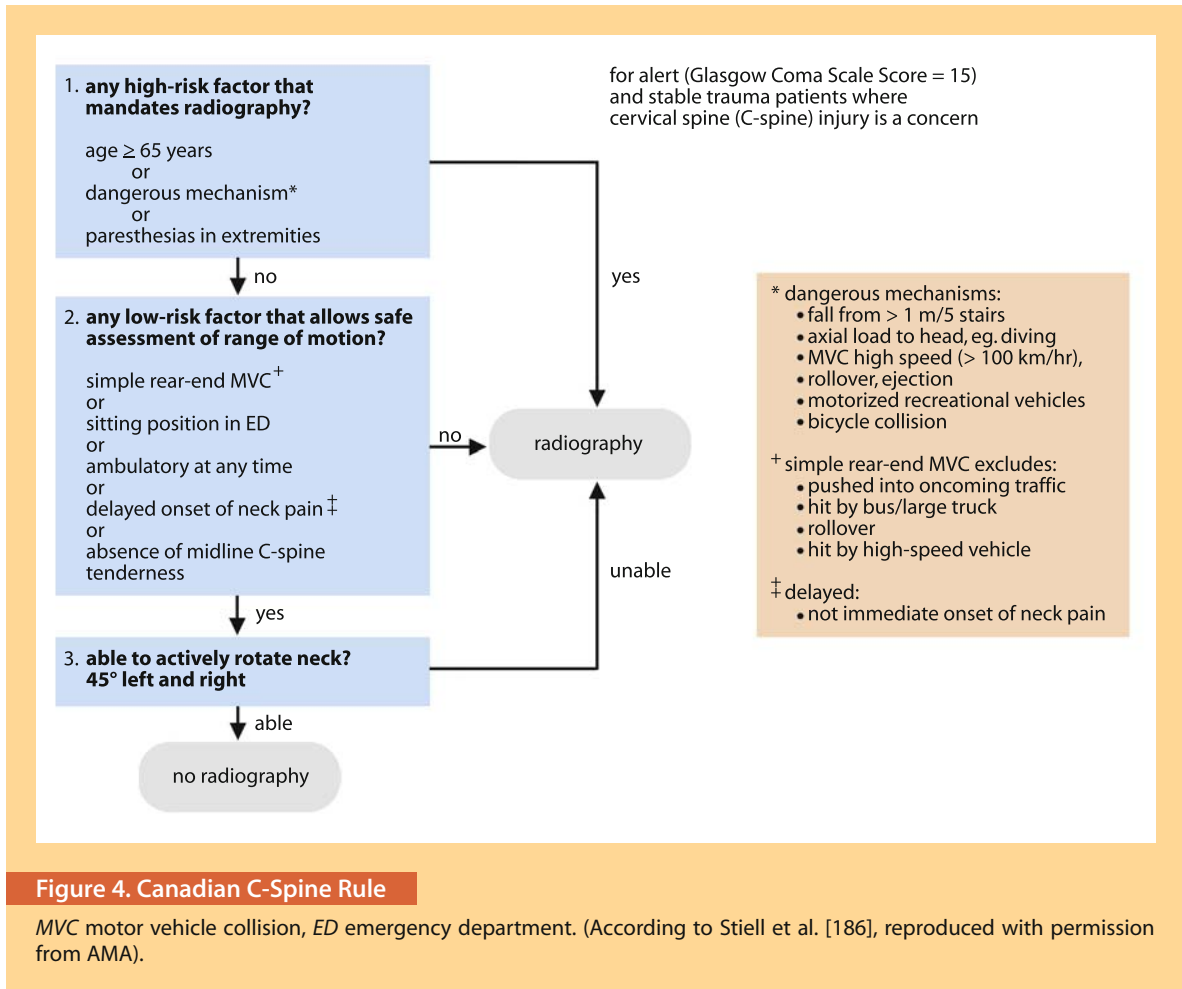 1. any high-risk factor that
mandates radiography?
age ≥ 65 years
or
dangerous mechanism*
or
paresthesias in extremities
no
2. any low-risk factor that allows safe
assessment of range of motion?
simple rear-end MVC+
or
sitting position in ED
or
ambulatory at any time
or
delayed onset of neck pain ‡
or
absence of midline C-spine
tenderness
yes
3. able to actively rotate neck?
45° left and right
able
no radiography
for alert (Glasgow Coma Scale Score = 15)
and stable trauma patients where
cervical spine (C-spine) injury is a concern
yes
no
radiography
unable
* dangerous mechanisms:
• fall from > 1 m/5 stairs
• axial load to head, eg. diving
• MVC high speed (> 100 km/hr),
• rollover, ejection
• motorized recreational vehicles
• bicycle collision
+ simple rear-end MVC excludes:
• pushed into oncoming traffic
• hit by bus/large truck
• rollover
• hit by high-speed vehicle
‡ delayed:
• not immediate onset of neck pain
Figure 4. Canadian C-Spine Rule
MVC motor vehicle collision, ED emergency department. (According to Stiell et al. [186], reproduced with permission
from AMA).